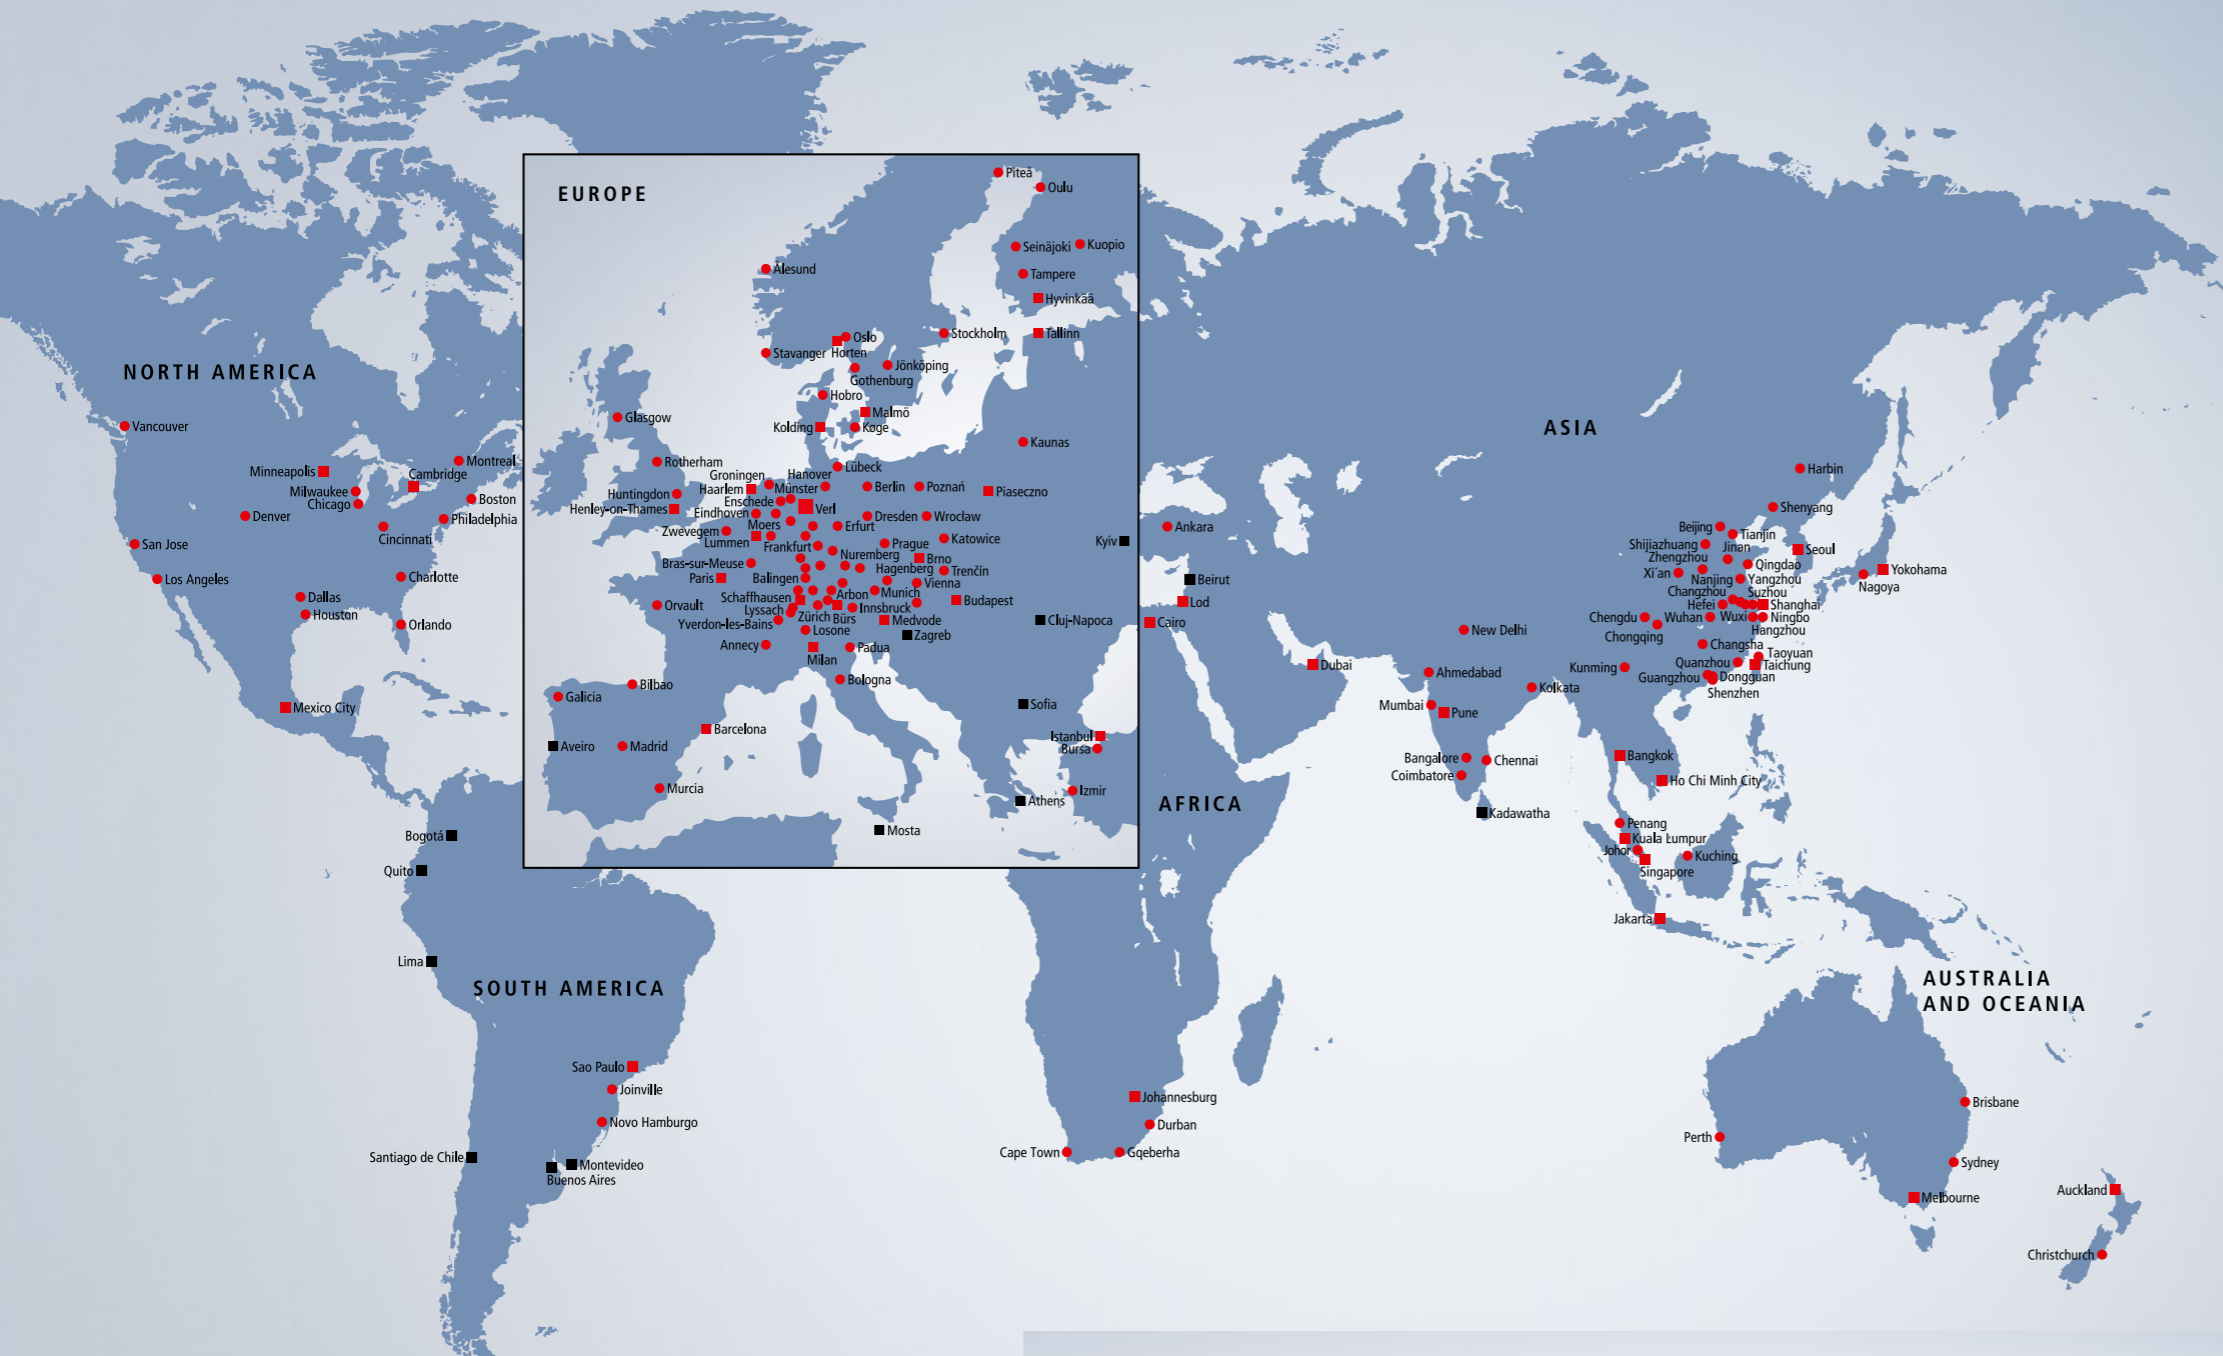 NORTH AMERICA
Vancouver
Minneapolis
Montreal
Cambridge
Milwaukee
Chicago
Boston
Denver
Philadelphia
Cincinnati
San Jose
Los Angeles
Charlotte
Dallas
Houston
Orlando
Mexico City
EUROPE
Piteå
Oulu
Seinäjoki
Kuopio
Ålesund
Tampere
Hyvinkää
Oslo
Stockholm
Tallinn
Stavanger
Horten
Jönköping
Gothenburg
Hobro
Malmö
Glasgow
Kolding
Køge
Kaunas
Rotherham
Lübeck
Groningen
Hanover
Haarlem
Münster
Berlin
Poznań
Piaseczno
Huntingdon
Enschede
Henley-on-Thames
Eindhoven
Verl
Moers
Erfurt
Dresden
Wrocław
Zwevegem
Lummen
Frankfurt
Prague
Katowice
Kyiv
Nuremberg
Brno
Bras-sur-Meuse
Hagenberg
Trenčín
Paris
Balingen
Vienna
Schaffhausen
Arbon
Munich
Budapest
Orvault
Lyssach
Innsbruck
Zürich
Bürs
Yverdon-les-Bains
Medvode
Cluj-Napoca
Losone
Zagreb
Annecy
Padua
Milan
Bologna
Bilbao
Galicia
Sofia
Barcelona
Istanbul
Aveiro
Madrid
Bursa
Murcia
Izmir
Athens
Mosta
ASIA
Harbin
Shenyang
Ankara
Beijing
Tianjin
Shijiazhuang
Jinan
Seoul
Zhengzhou
Qingdao
Xi´an
Yokohama
Beirut
Nanjing
Yangzhou
Nagoya
Changzhou
Suzhou
Lod
Hefei
Shanghai
Cairo
Chengdu
Wuhan
Wuxi
Ningbo
New Delhi
Chongqing
Hangzhou
Changsha
Taoyuan
Dubai
Quanzhou
Taichung
Ahmedabad
Kunming
Guangzhou
Dongguan
Kolkata
Shenzhen
Mumbai
Pune
Bangkok
Bangalore
Chennai
Coimbatore
Ho Chi Minh City
Kadawatha
Penang
Kuala Lumpur
Johor
Kuching
Singapore
Jakarta
AFRICA
Johannesburg
Durban
Cape Town
Gqeberha
SOUTH AMERICA
Bogotá
Quito
Lima
Sao Paulo
Joinville
Novo Hamburgo
Santiago de Chile
Montevideo
Buenos Aires
AUSTRALIA
AND OCEANIA
Brisbane
Perth
Sydney
Auckland
Melbourne
Christchurch